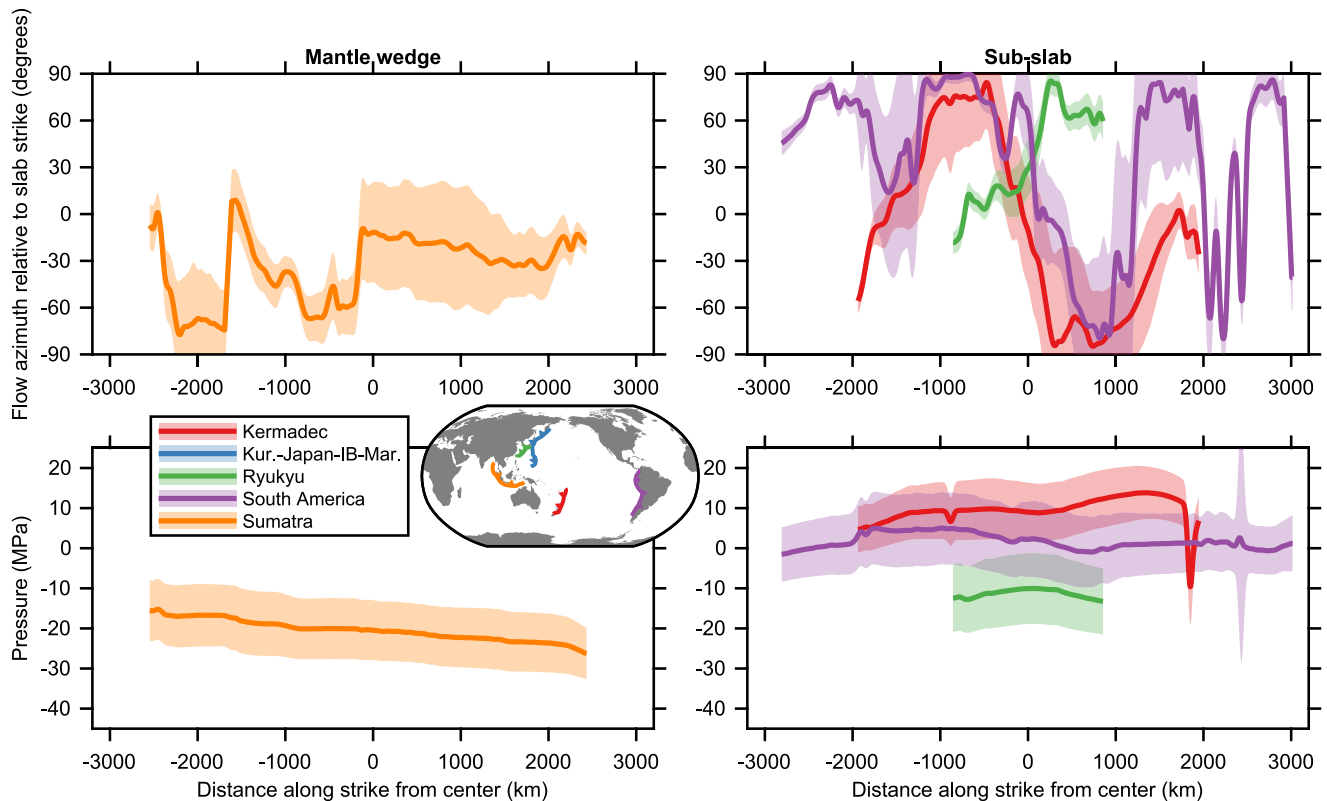 Mantle wedge
Sub-slab
Flow azimuth relative to slab strike (degrees)
90
60
30
0
-30
-60
-90
-3000 -2000 -1000 0 1000 2000 3000
90
60
30
0
-30
-60
-90
-3000 -2000 -1000 0 1000 2000 3000
Kermadec
Kur.-Japan-IB-Mar.
Ryukyu
South America
Sumatra
Pressure (MPa)
20
10
0
-10
-20
-30
-40
-3000 -2000 -1000 0 1000 2000 3000
Distance along strike from center (km)
20
10
0
-10
-20
-30
-40
-3000 -2000 -1000 0 1000 2000 3000
Distance along strike from center (km)